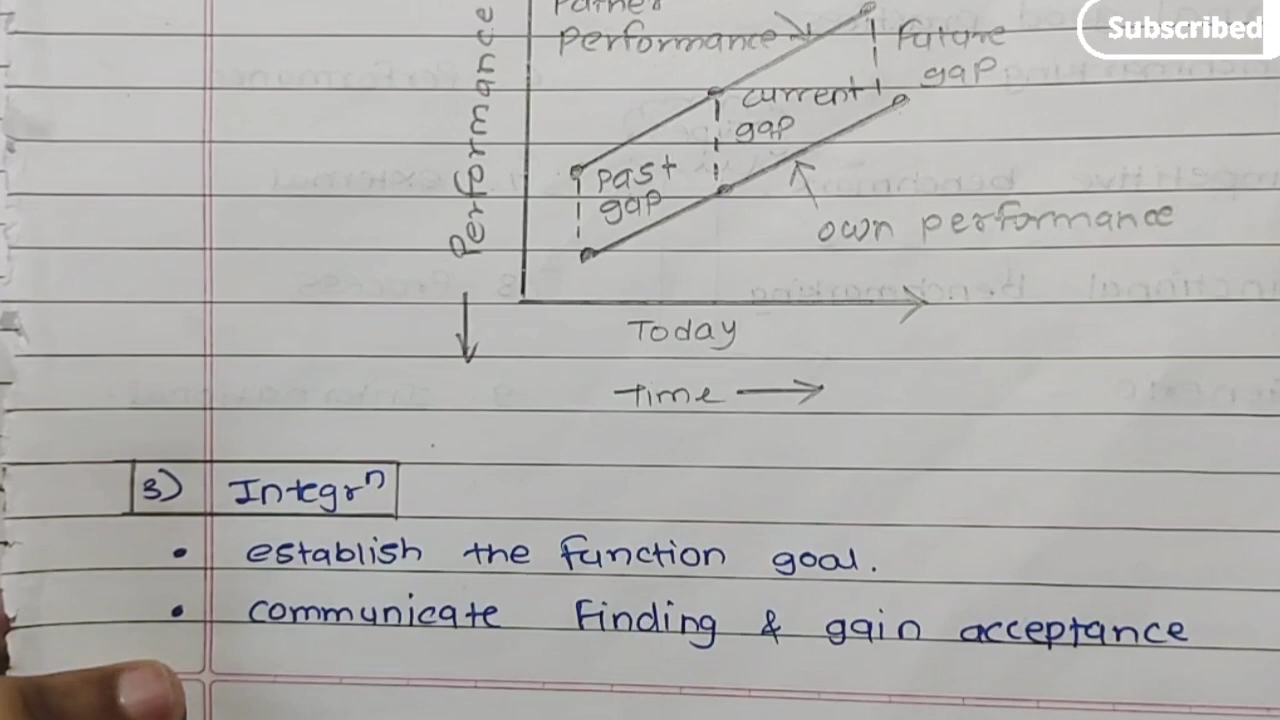 Subscribed
Partner
Performance
Future
gap
current
gap
Past
gap
own performance
Performance
Today
Time
3) Integrⁿ
• establish the function goal.
• communicate Finding & gain acceptance